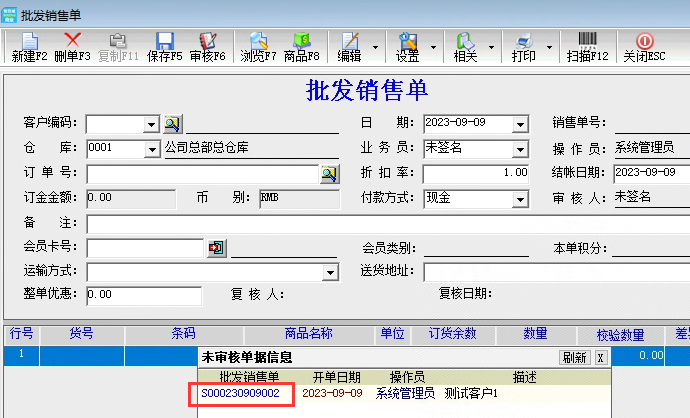 批发销售单
新建F2 删单F3 复制F11 保存F5 审核F6 浏览F7 商品F8 编辑 设置 相关 打印 扫描F12 关闭ESC
批发销售单
客户编码: 日 期: 2023-09-09 销售单号:
仓 库: 0001 公司总部总仓库 业 务 员: 未签名 操 作 员: 系统管理员
订 单 号: 折 扣 率: 1.00 结帐日期: 2023-09-09
订金金额: 0.00 币 别: RMB 付款方式: 现金 审 核 人: 未签名
备 注:
会员卡号: 会员类别: 本单积分:
运输方式: 送货地址:
整单优惠: 0.00 复 核 人: 复核日期:
行号 货号 条码 商品名称 单位 订货余数 数量 校验数量 差
1 0.00
未审核单据信息 刷新 X
批发销售单 开单日期 操作员 描述
S000230909002 2023-09-09 系统管理员 测试客户1